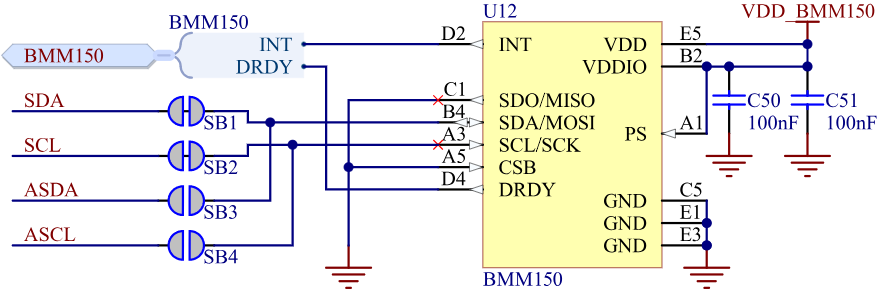 BMM150
BMM150
INT
DRDY
SDA
SB1
SCL
SB2
ASDA
SB3
ASCL
SB4
U12
D2 INT
C1 SDO/MISO
B4 SDA/MOSI
A3 SCL/SCK
A5 CSB
D4 DRDY
VDD E5
VDDIO B2
PS A1
GND C5
GND E1
GND E3
BMM150
VDD_BMM150
C50
100nF
C51
100nF